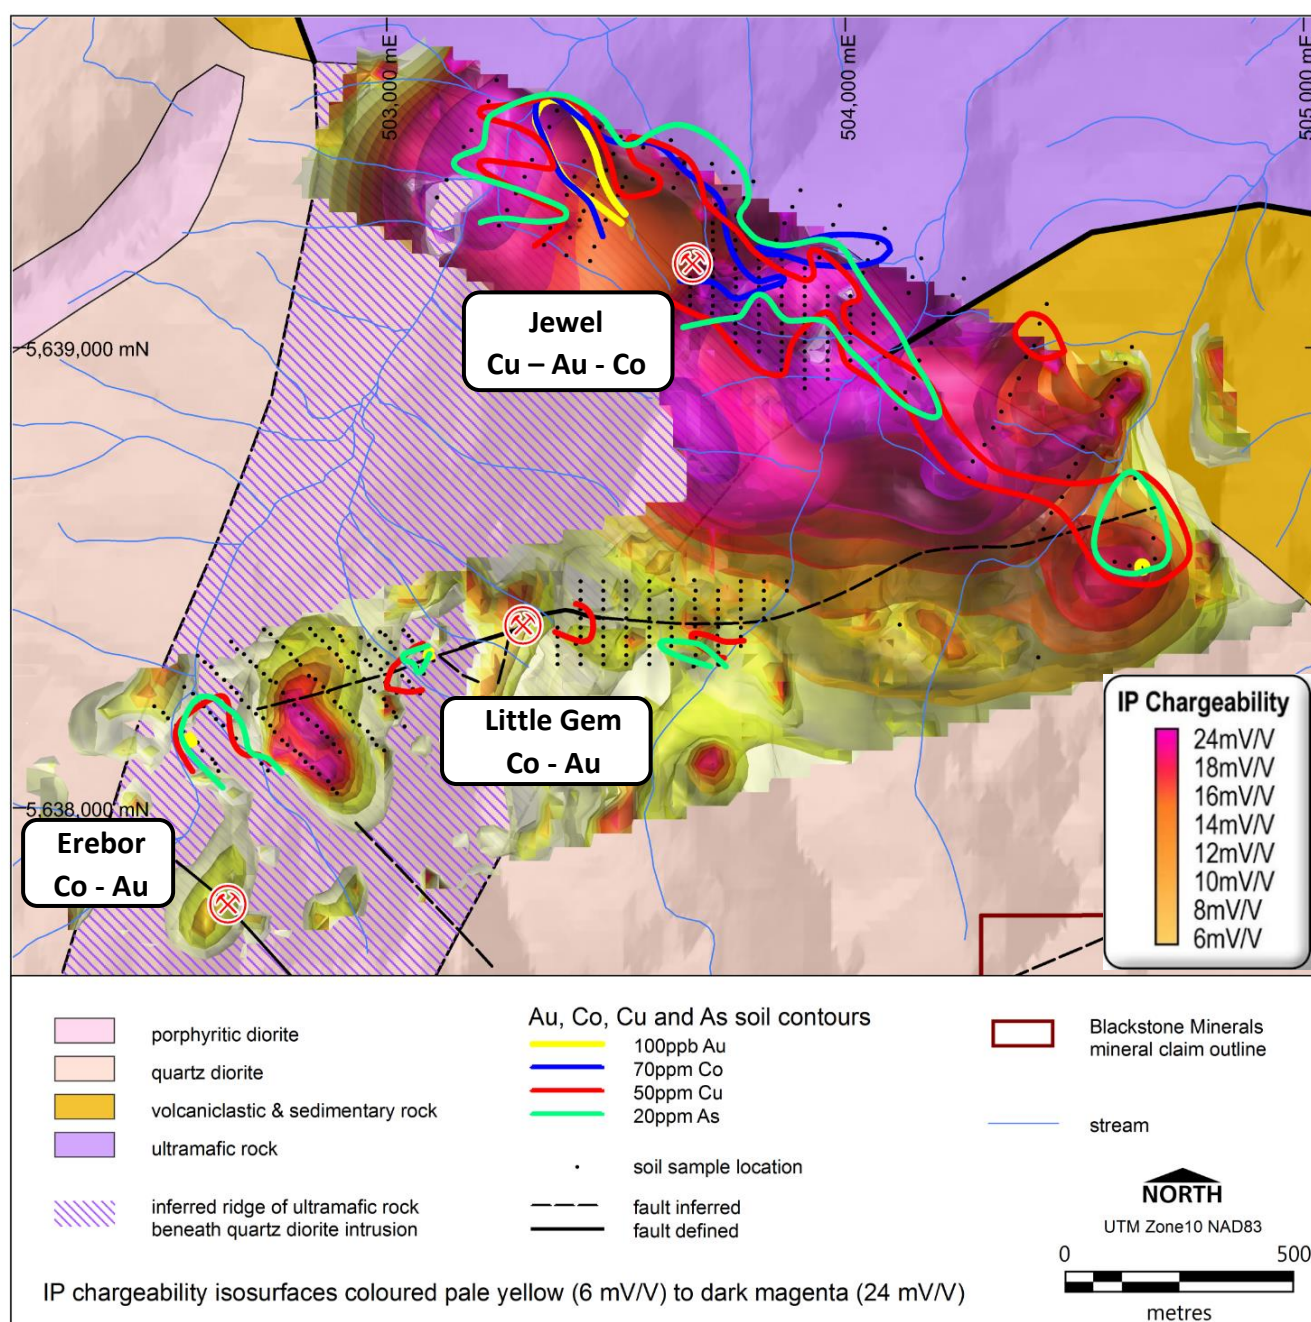 503,000 mE
504,000 mE
505,000 mE
5,639,000 mN
Jewel
Cu – Au - Co
Little Gem
Co - Au
5,638,000 mN
Erebor
Co - Au
IP Chargeability
24mV/V
18mV/V
16mV/V
14mV/V
12mV/V
10mV/V
8mV/V
6mV/V
porphyritic diorite
quartz diorite
volcaniclastic & sedimentary rock
ultramafic rock
inferred ridge of ultramafic rock
beneath quartz diorite intrusion
Au, Co, Cu and As soil contours
100ppb Au
70ppm Co
50ppm Cu
20ppm As
soil sample location
fault inferred
fault defined
Blackstone Minerals
mineral claim outline
stream
NORTH
UTM Zone10 NAD83
0 500
metres
IP chargeability isosurfaces coloured pale yellow (6 mV/V) to dark magenta (24 mV/V)